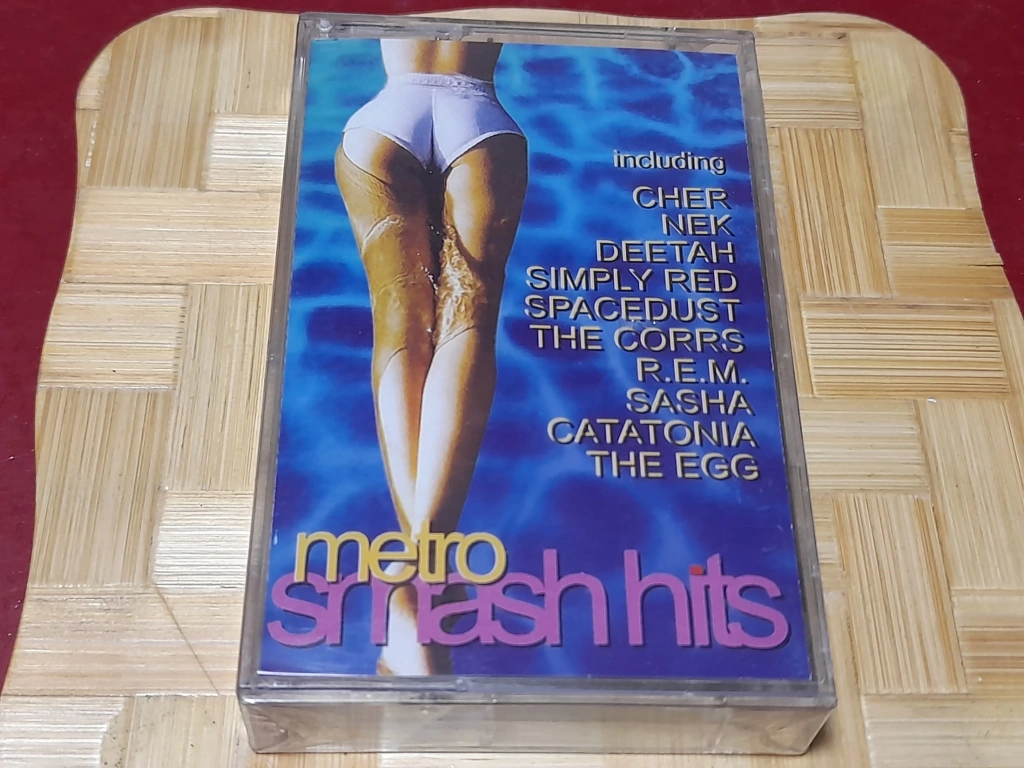 including
CHER
NEK
DEETAH
SIMPLY RED
SPACEDUST
THE CORRS
R.E.M.
SASHA
CATATONIA
THE EGG
metro
smash hits